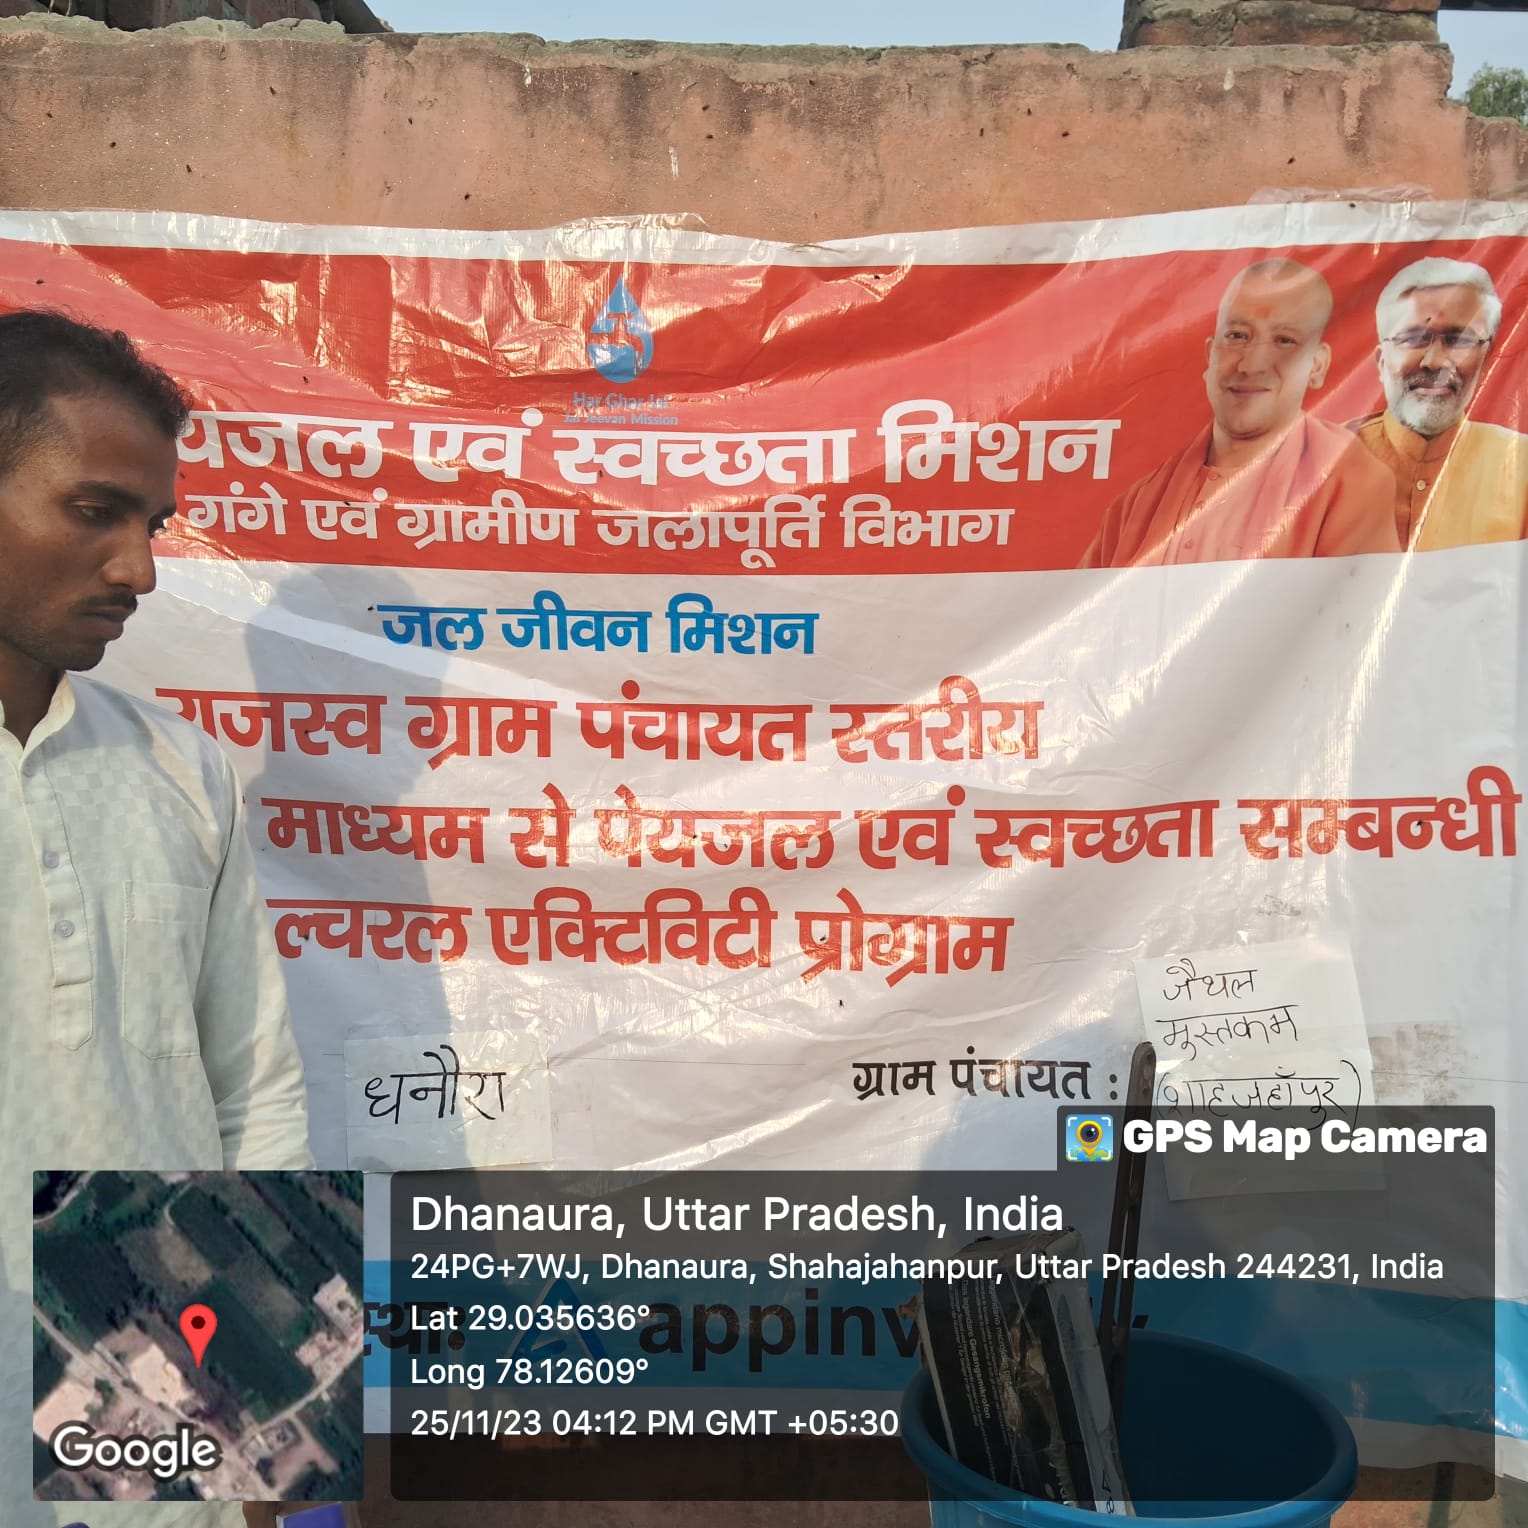 Har Ghar Jal
Jal Jeevan Mission
यजल एवं स्वच्छता मिशन
गंगे एवं ग्रामीण जलापूर्ति विभाग
जल जीवन मिशन
राजस्व ग्राम पंचायत स्तरीय
माध्यम से पेयजल एवं स्वच्छता सम्बन्धी
ल्चरल एक्टिविटी प्रोग्राम
जैथल
मुस्तकम
(शाहजहाँपुर)
धनौरा
ग्राम पंचायत :
GPS Map Camera
Dhanaura, Uttar Pradesh, India
24PG+7WJ, Dhanaura, Shahajahanpur, Uttar Pradesh 244231, India
Lat 29.035636°
Long 78.12609°
25/11/23 04:12 PM GMT +05:30
appinv
Google
Gesangsmikrofon